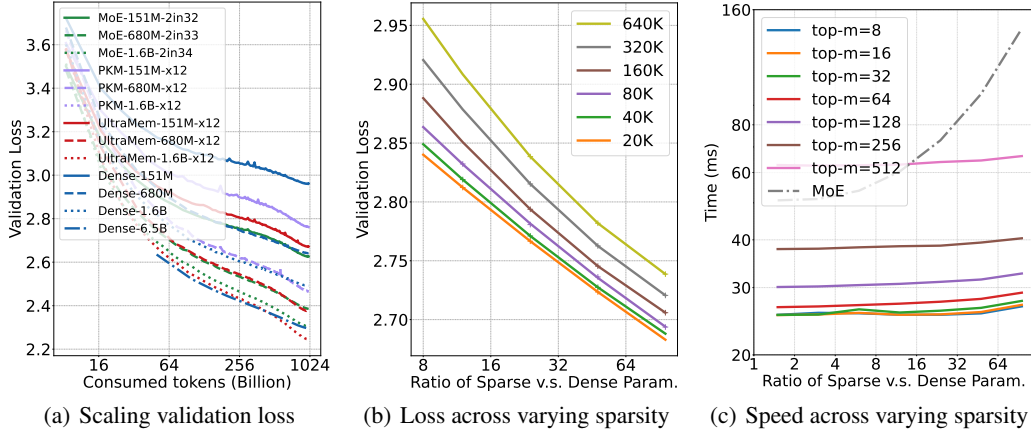 Validation Loss
3.6
3.4
3.2
3.0
2.8
2.6
2.4
2.2
16
64
256
1024
Consumed tokens (Billion)
MoE-151M-2in32
MoE-680M-2in33
MoE-1.6B-2in34
PKM-151M-x12
PKM-680M-x12
PKM-1.6B-x12
UltraMem-151M-x12
UltraMem-680M-x12
UltraMem-1.6B-x12
Dense-151M
Dense-680M
Dense-1.6B
Dense-6.5B
(a) Scaling validation loss
Validation Loss
2.95
2.90
2.85
2.80
2.75
2.70
8
16
32
64
Ratio of Sparse v.s. Dense Param.
640K
320K
160K
80K
40K
20K
(b) Loss across varying sparsity
Time (ms)
160
80
60
40
30
20
1
2
4
8
16
32
64
Ratio of Sparse v.s. Dense Param.
top-m=8
top-m=16
top-m=32
top-m=64
top-m=128
top-m=256
top-m=512
MoE
(c) Speed across varying sparsity